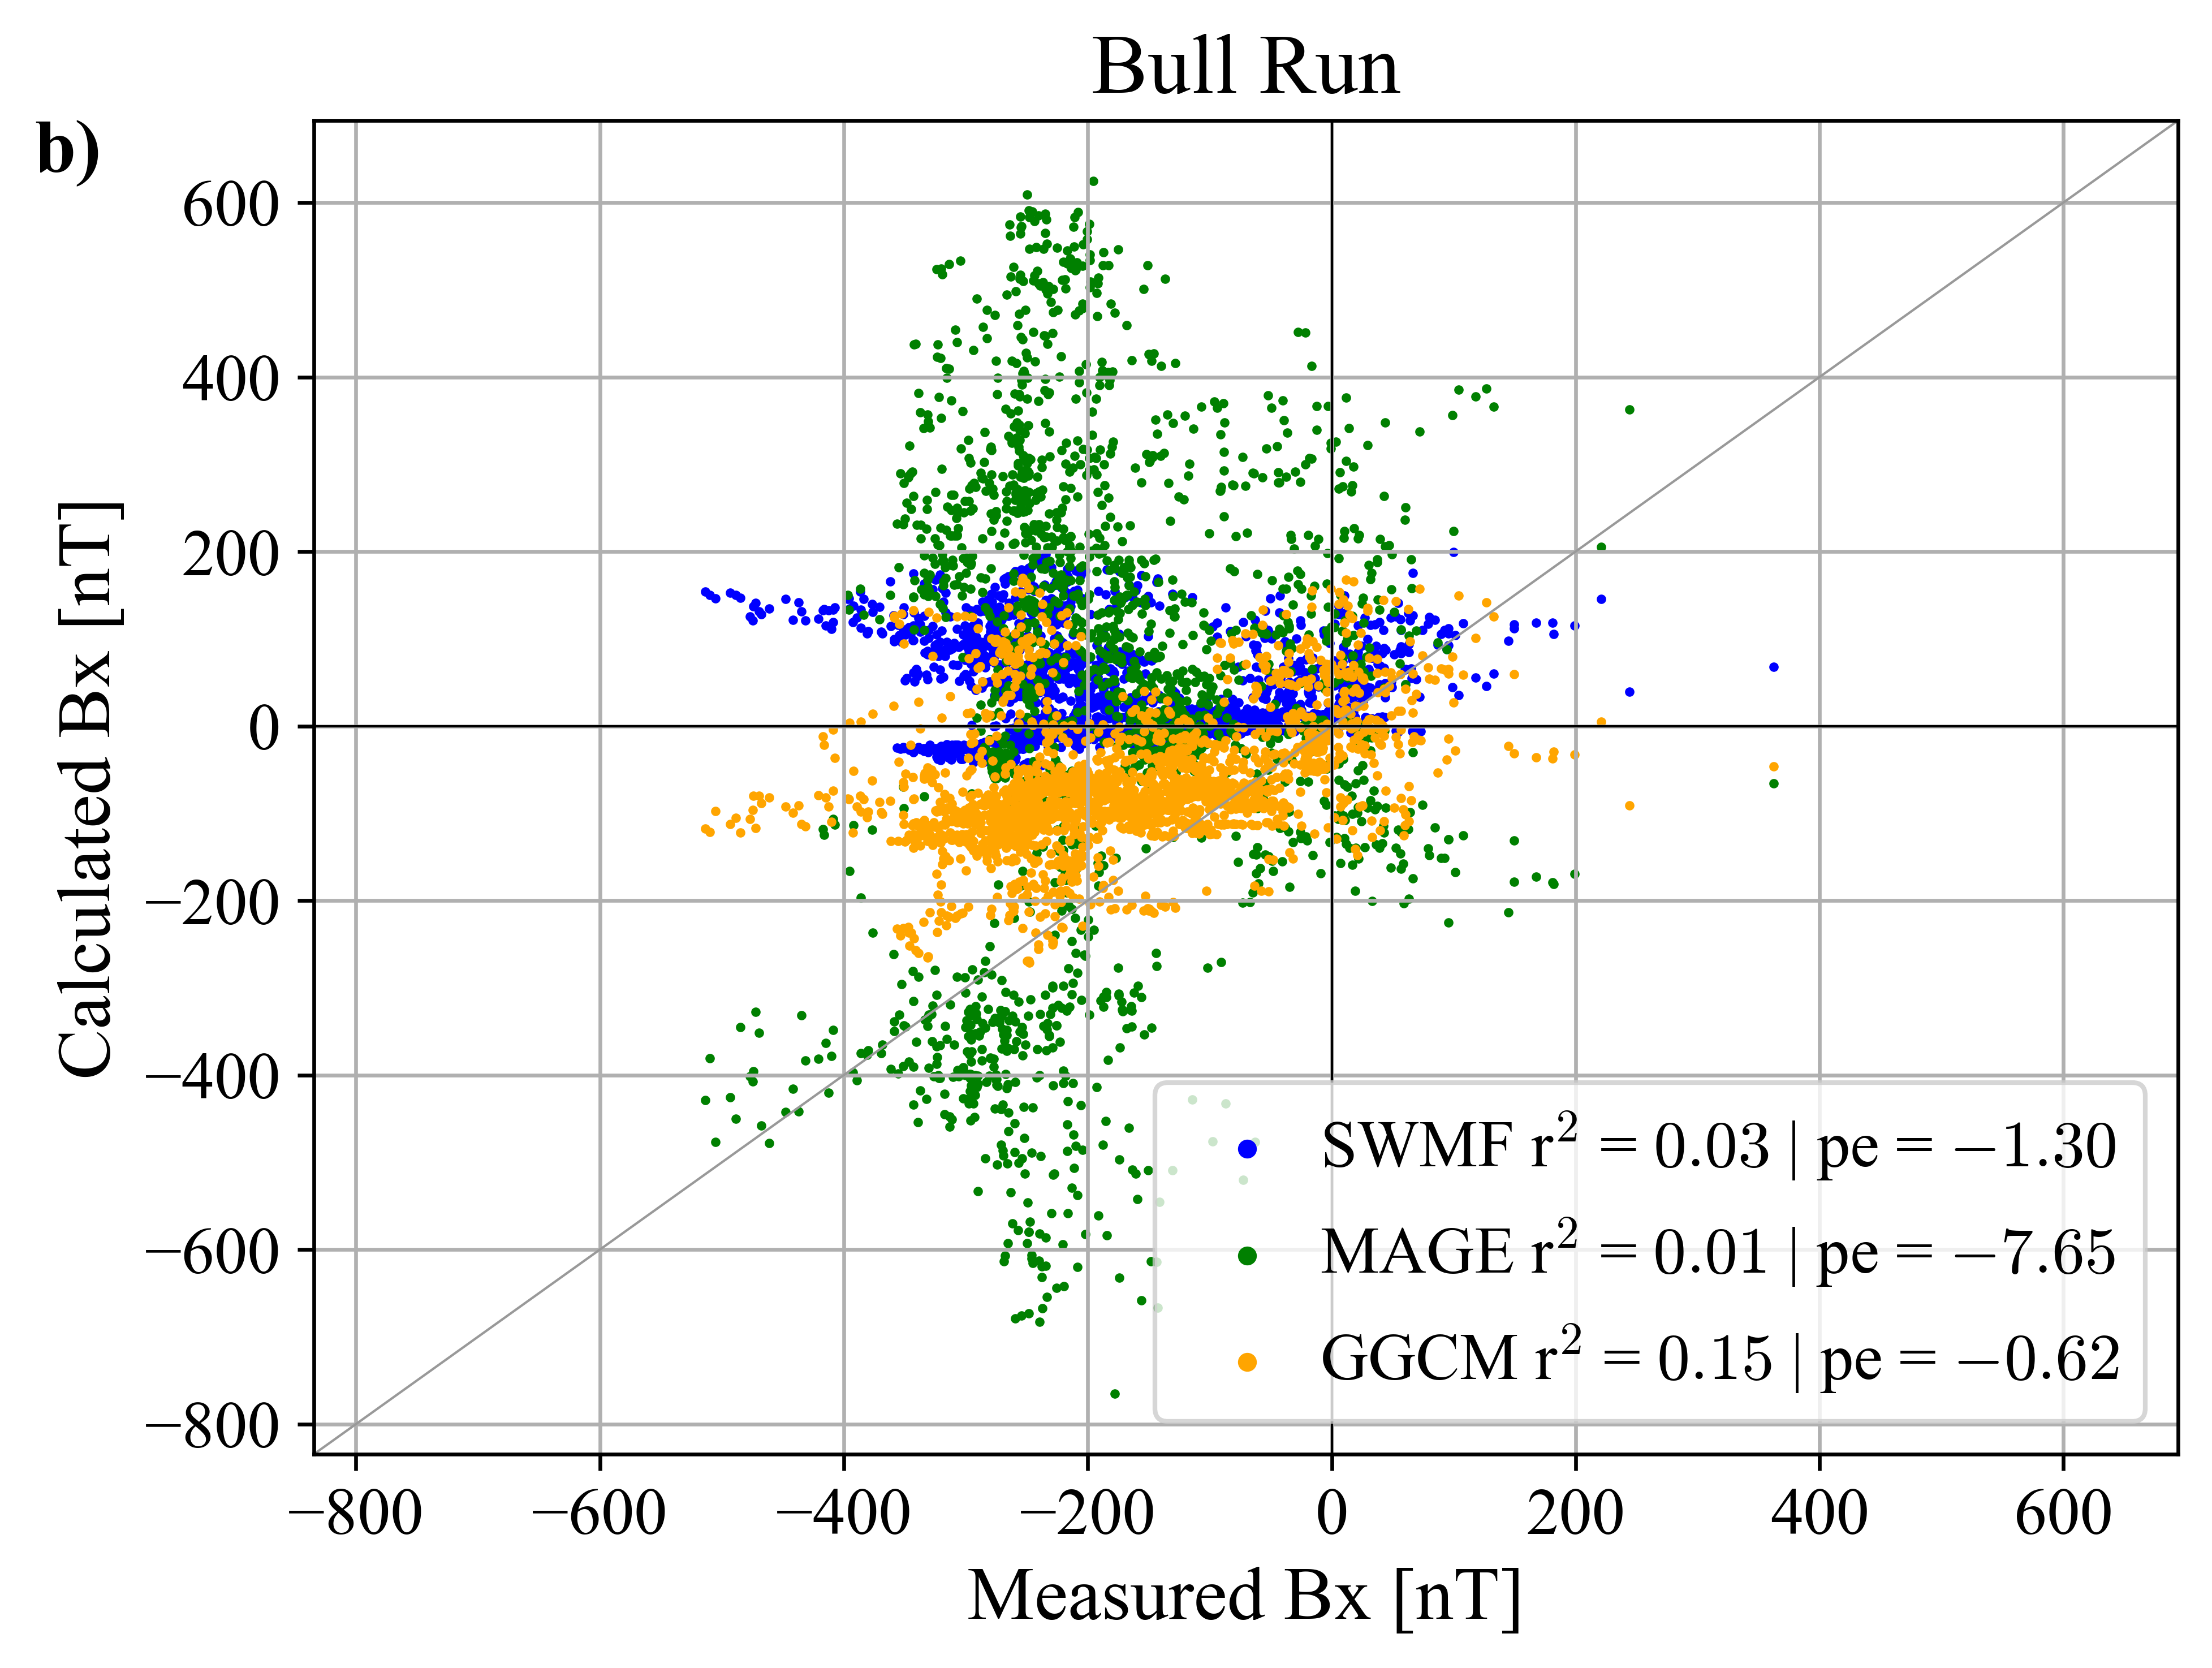 Bull Run
b)
600
400
200
0
−200
−400
−600
−800
Calculated Bx [nT]
SWMF r² = 0.03 | pe = −1.30
MAGE r² = 0.01 | pe = −7.65
GGCM r² = 0.15 | pe = −0.62
−800 −600 −400 −200 0 200 400 600
Measured Bx [nT]